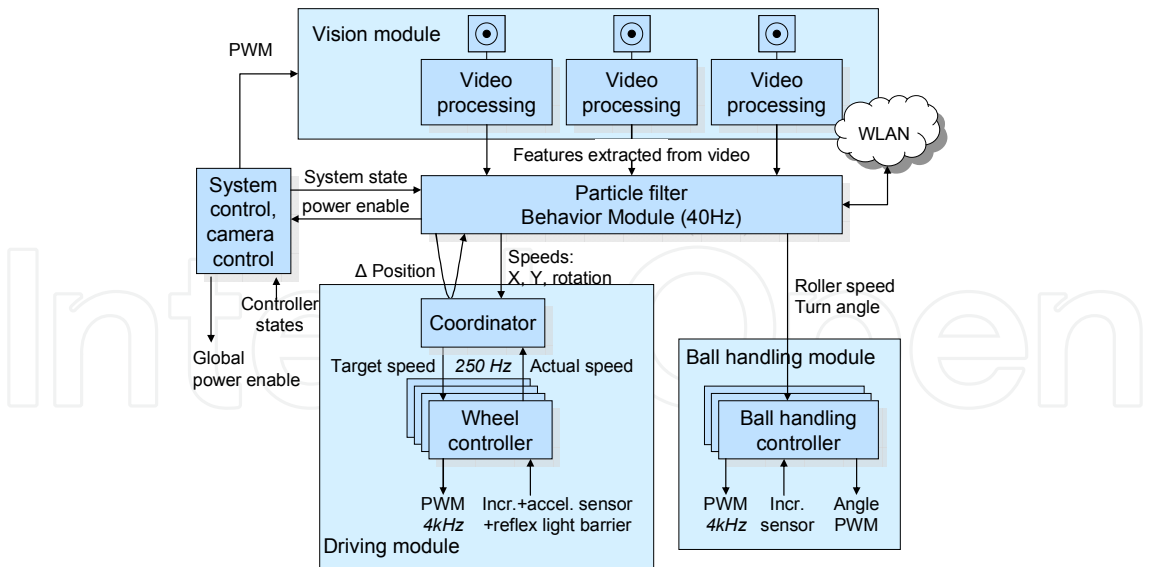 Vision module
PWM
Video
processing
Video
processing
Video
processing
WLAN
Features extracted from video
System
control,
camera
control
System state
power enable
Particle filter
Behavior Module (40Hz)
Δ Position
Speeds:
X, Y, rotation
Roller speed
Turn angle
Controller
states
Global
power enable
Coordinator
Target speed 250 Hz Actual speed
Wheel
controller
PWM
4kHz
Incr.+accel. sensor
+reflex light barrier
Driving module
Ball handling module
Ball handling
controller
PWM
4kHz
Incr.
sensor
Angle
PWM